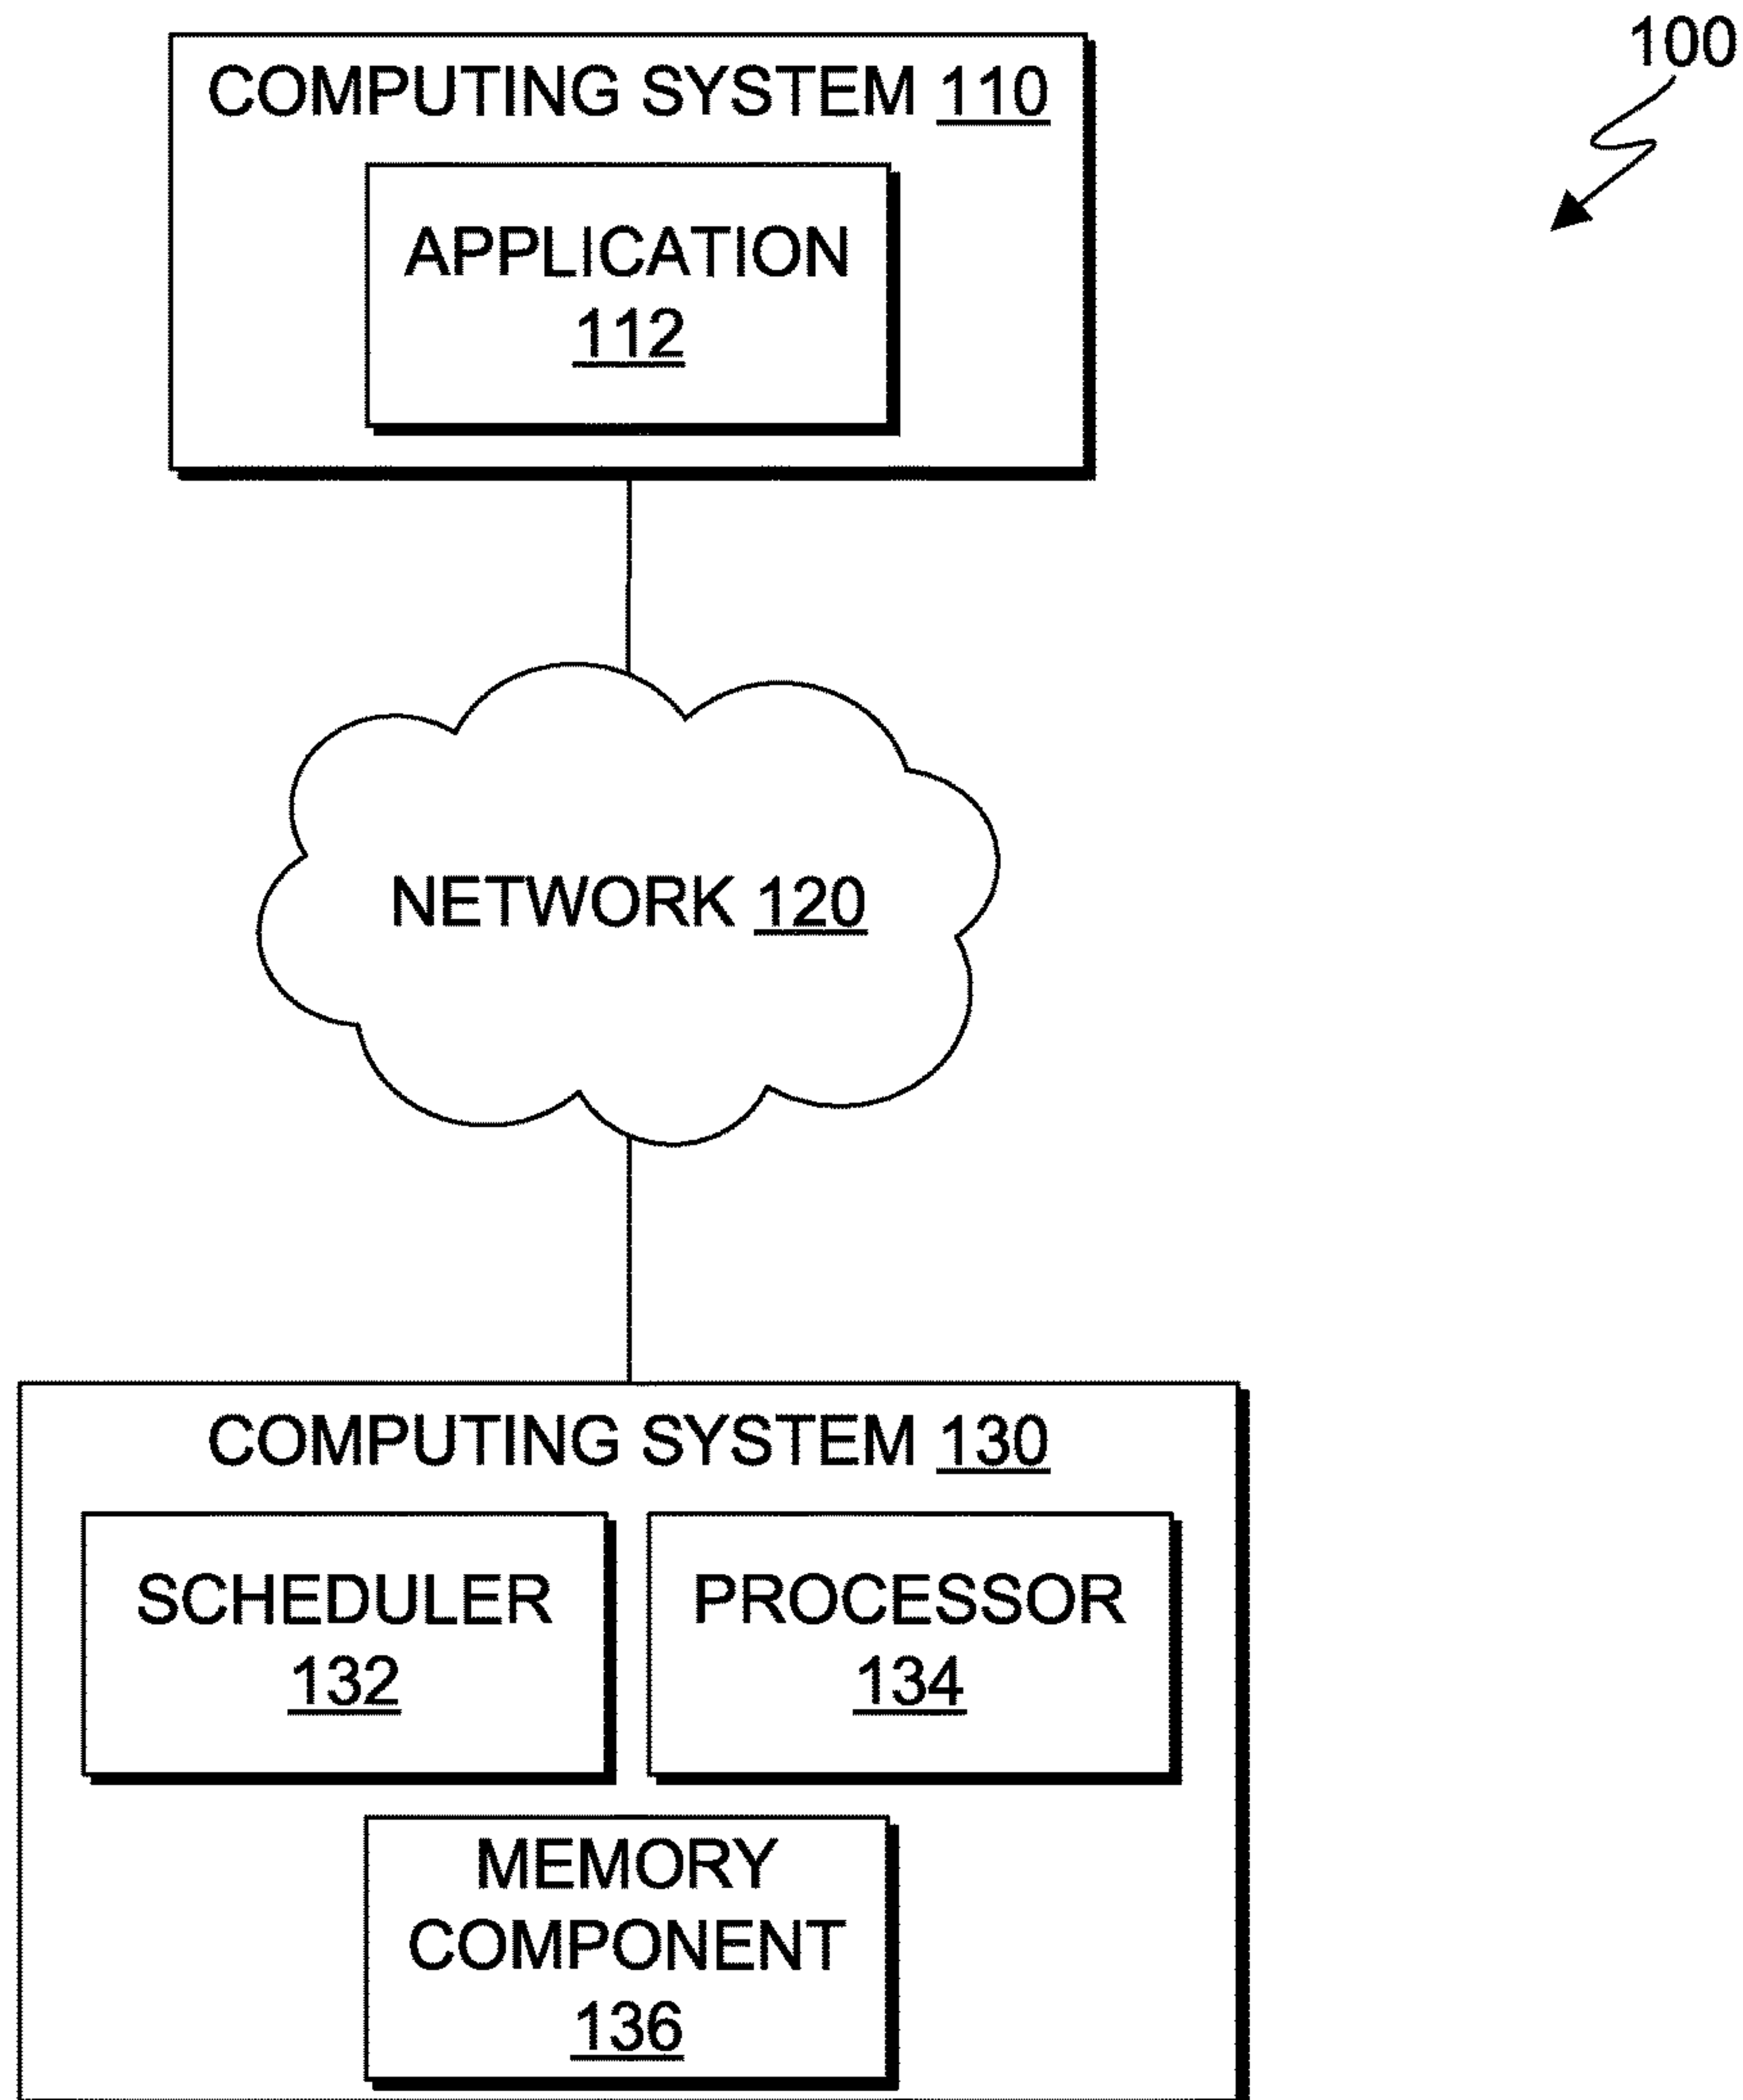 100
COMPUTING SYSTEM 110
APPLICATION
112
NETWORK 120
COMPUTING SYSTEM 130
SCHEDULER
132
PROCESSOR
134
MEMORY
COMPONENT
136